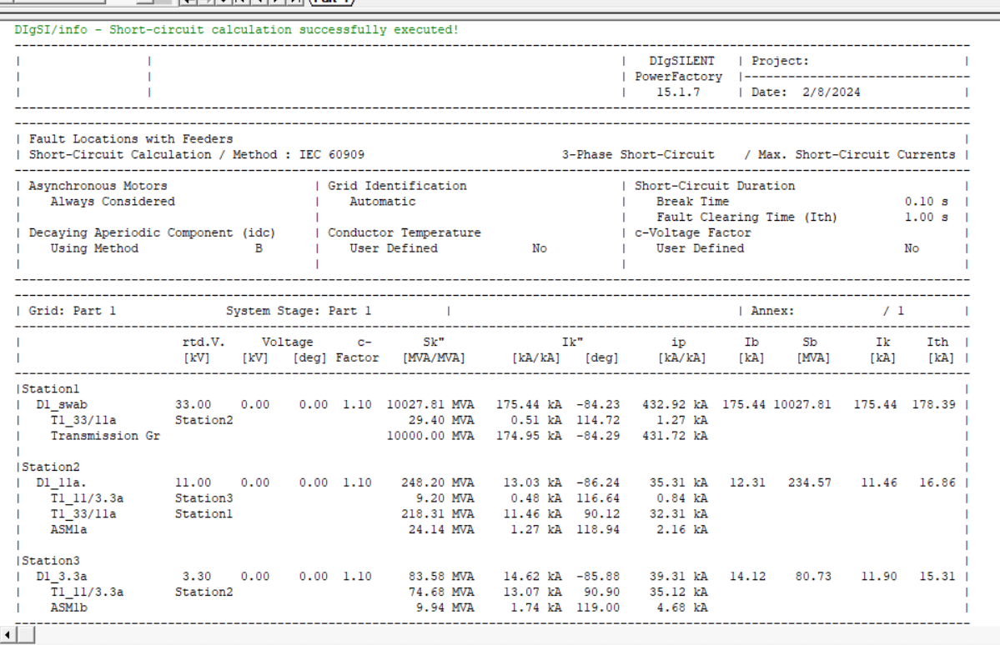 DIgSI/info - Short-circuit calculation successfully executed!
| | | DIgSILENT | Project: |
| | | PowerFactory |-------------------------------
| | | 15.1.7 | Date: 2/8/2024 |
| Fault Locations with Feeders |
| Short-Circuit Calculation / Method : IEC 60909 3-Phase Short-Circuit / Max. Short-Circuit Currents |
| Asynchronous Motors | Grid Identification | Short-Circuit Duration |
| Always Considered | Automatic | Break Time 0.10 s |
| | | Fault Clearing Time (Ith) 1.00 s |
| Decaying Aperiodic Component (idc) | Conductor Temperature | c-Voltage Factor |
| Using Method B | User Defined No | User Defined No |
| Grid: Part 1 System Stage: Part 1 | | Annex: / 1 |
| rtd.V. Voltage c- Sk" Ik" ip Ib Sb Ik Ith |
| [kV] [kV] [deg] Factor [MVA/MVA] [kA/kA] [deg] [kA/kA] [kA] [MVA] [kA] [kA] |
|Station1 |
| D1_swab 33.00 0.00 0.00 1.10 10027.81 MVA 175.44 kA -84.23 432.92 kA 175.44 10027.81 175.44 178.39 |
| T1_33/11a Station2 29.40 MVA 0.51 kA 114.72 1.27 kA |
| Transmission Gr 10000.00 MVA 174.95 kA -84.29 431.72 kA |
|Station2 |
| D1_11a. 11.00 0.00 0.00 1.10 248.20 MVA 13.03 kA -86.24 35.31 kA 12.31 234.57 11.46 16.86 |
| T1_11/3.3a Station3 9.20 MVA 0.48 kA 116.64 0.84 kA |
| T1_33/11a Station1 218.31 MVA 11.46 kA 90.12 32.31 kA |
| ASM1a 24.14 MVA 1.27 kA 118.94 2.16 kA |
|Station3 |
| D1_3.3a 3.30 0.00 0.00 1.10 83.58 MVA 14.62 kA -85.88 39.31 kA 14.12 80.73 11.90 15.31 |
| T1_11/3.3a Station2 74.68 MVA 13.07 kA 90.90 35.12 kA |
| ASM1b 9.94 MVA 1.74 kA 119.00 4.68 kA |